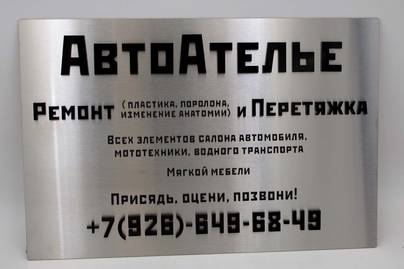 АвтоАтелье
Ремонт (пластика, поролона, изменение анатомии) и Перетяжка
Всех элементов салона автомобиля,
мототехники, водного транспорта
Мягкой мебели
Присядь, оцени, позвони!
+7(926)-649-68-49